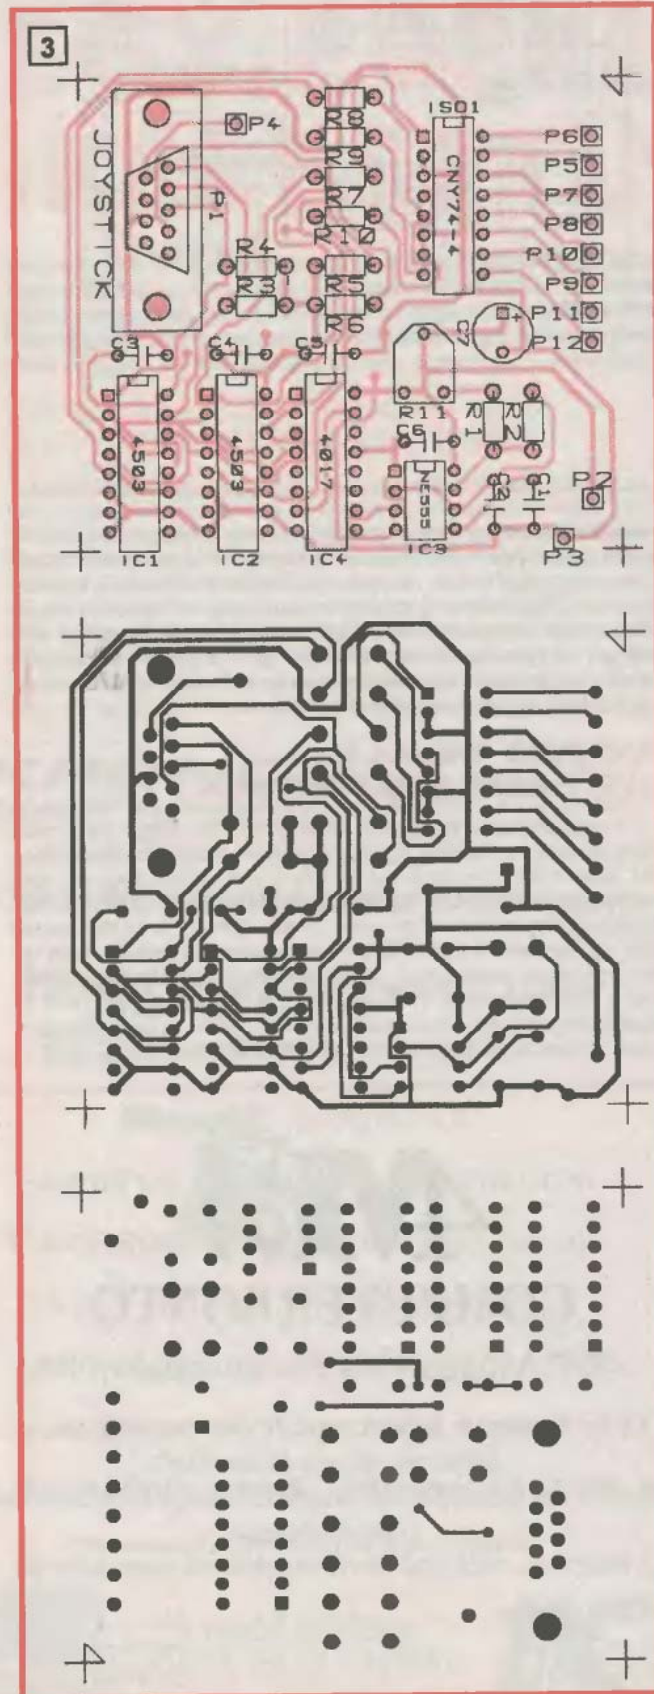 3
ISO1
P4
P6
R8
P5
R9
CNY74-4
JOYSTICK
P1
P7
R7
P8
R10
P10
R4
P9
R3
R5
P11
R6
C7
+
P12
C3
C4
C5
R11
R1
R2
C6
4503
4503
4017
NE555
C2
C1
P2
IC1
IC2
IC4
IC3
P3